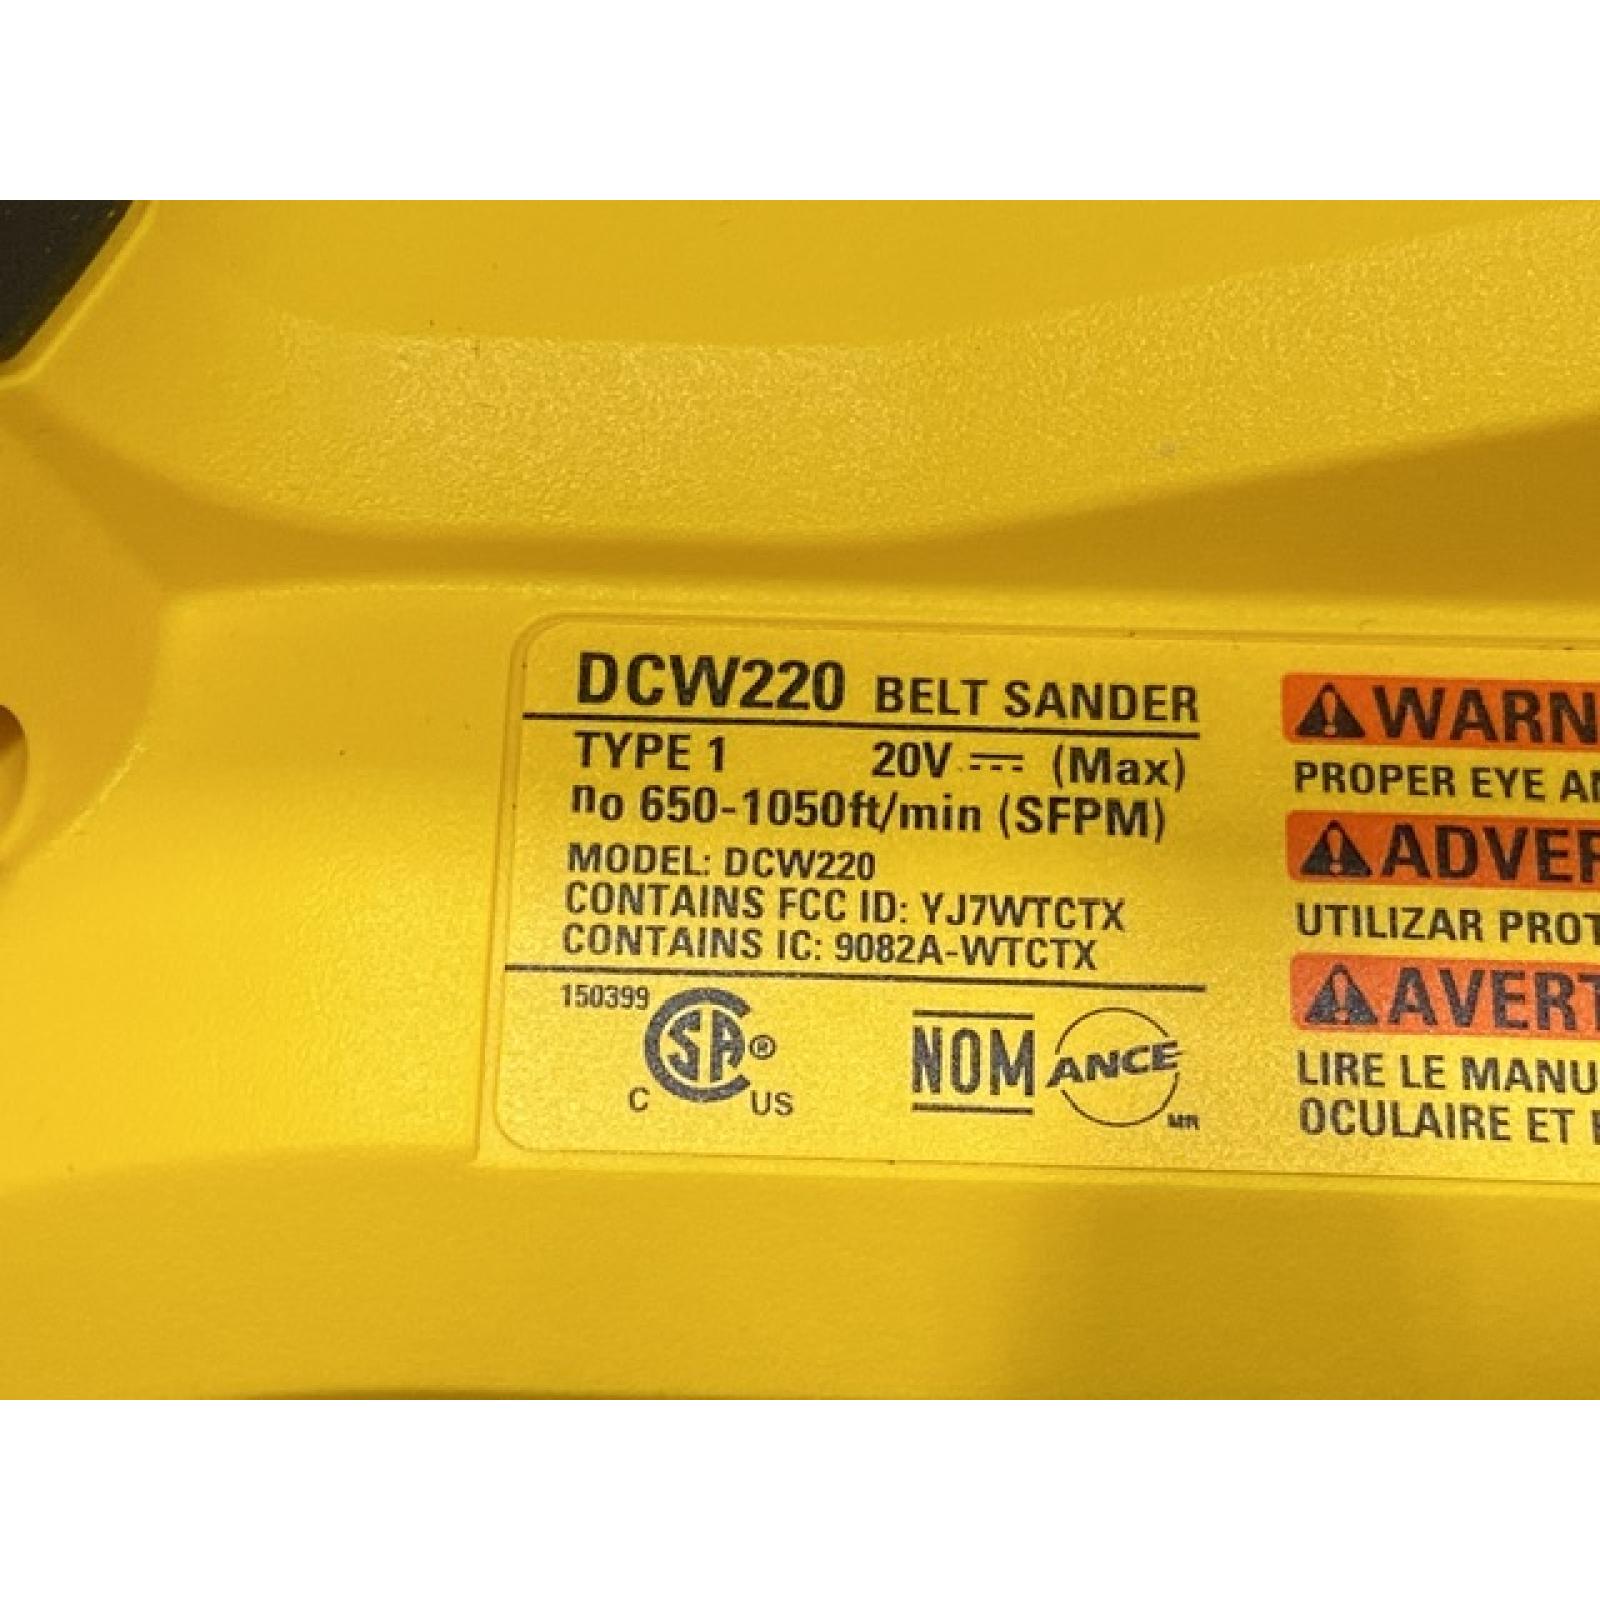 DCW220 BELT SANDER
TYPE 1 20V ⎓ (Max)
no 650-1050ft/min (SFPM)
MODEL: DCW220
CONTAINS FCC ID: YJ7WTCTX
CONTAINS IC: 9082A-WTCTX
150399
CSA®
C US
NOM ANCE
MR
⚠WARN
PROPER EYE
⚠ADVER
UTILIZAR PROT
⚠AVERT
LIRE LE MANU
OCULAIRE ET